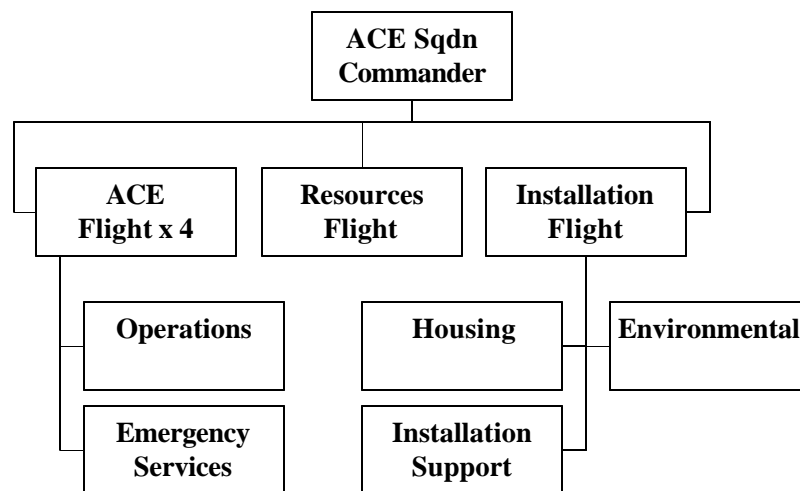 ACE Sqdn
Commander
ACE
Flight x 4
Resources
Flight
Installation
Flight
Operations
Housing
Environmental
Emergency
Services
Installation
Support